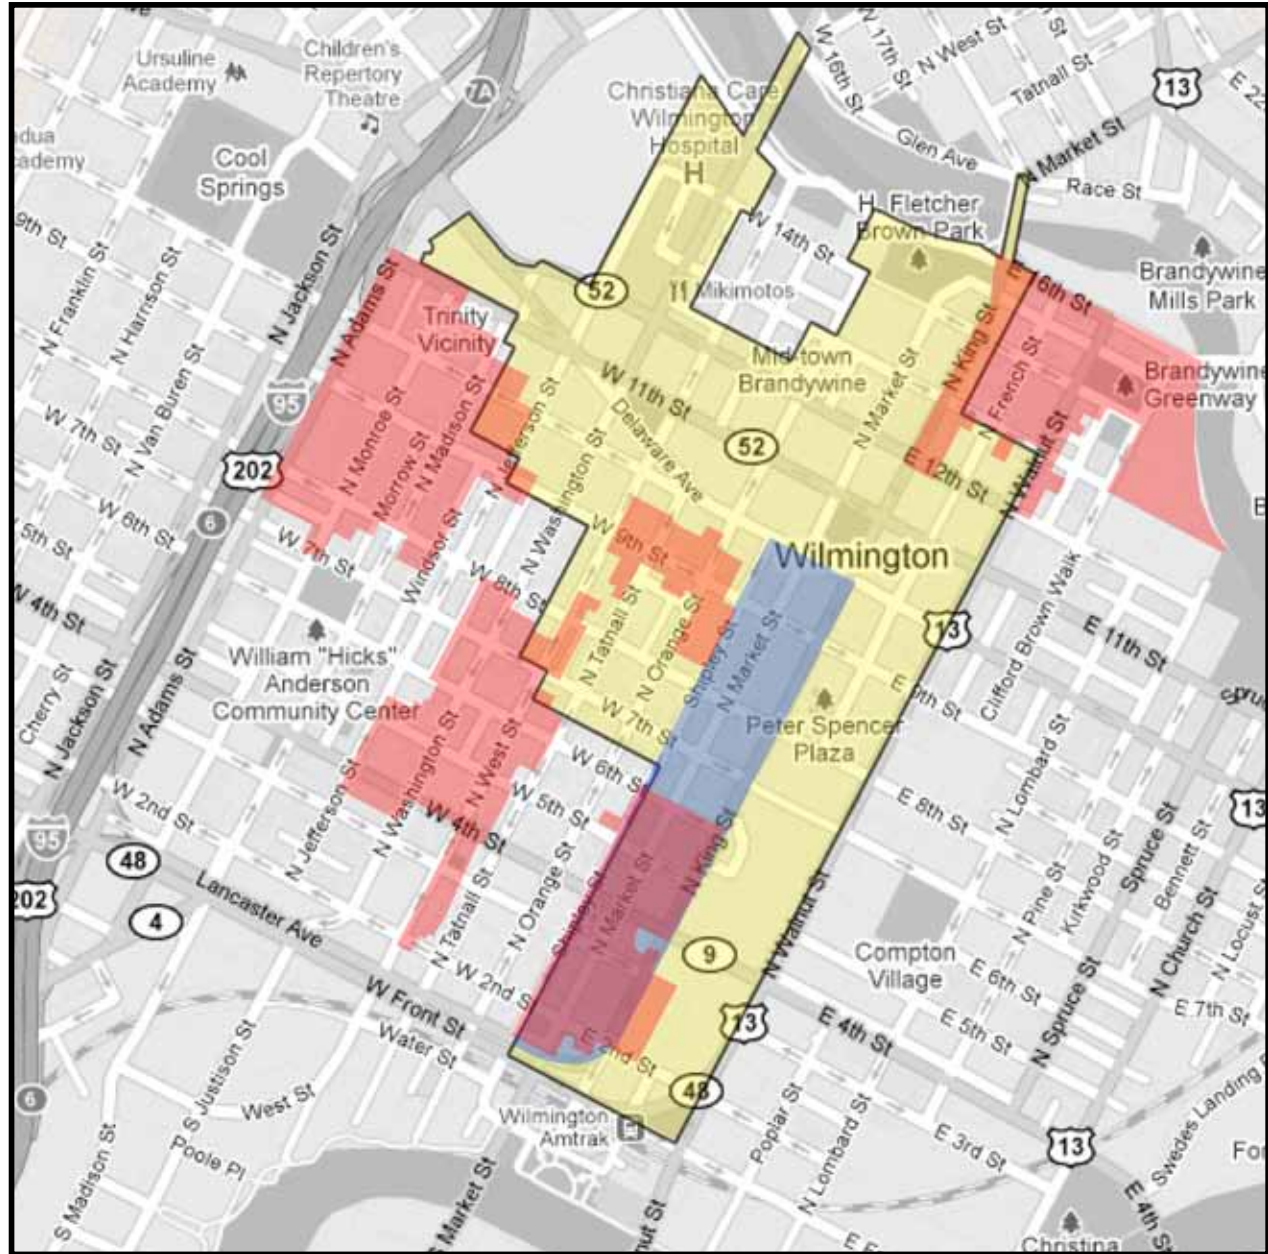 Ursuline
Academy
Children's
Repertory
Theatre
7A
Christiana Care
Wilmington
Hospital
H
W 16th St
N 17th St
N West St
Tatnall St
13
Glen Ave
N Market St
Race St
Cool
Springs
9th St
N Franklin St
N Harrison St
N Jackson St
N Adams St
Trinity
Vicinity
52
W 14th St
Mikimotos
H. Fletcher
Brown Park
E 16th St
Brandywine
Mills Park
Brandywine
Greenway
Mid-town
Brandywine
N King St
French St
N Market St
N Walnut St
W 11th St
Delaware Ave
52
E 12th St
95
202
W 7th St
N Van Buren St
N Monroe St
Morrow St
N Madison St
N Jefferson St
N Washington St
W 6th St
6
W 5th St
W 7th St
Windsor St
W 8th St
W 9th St
Wilmington
W 4th St
N Tatnall St
N Orange St
Shipley St
N Market St
13
Clifford Brown Walk
E 11th St
William "Hicks"
Anderson
Community Center
Cherry St
N Jackson St
N Adams St
W 7th St
Peter Spencer
Plaza
E 9th St
W 2nd St
N Jefferson St
N Washington St
N West St
W 4th St
W 5th St
W 6th St
N Lombard St
E 8th St
95
48
202
4
Lancaster Ave
N Tatnall St
N Orange St
Shipley St
N Market St
N King St
9
N Walnut St
Compton
Village
N Pine St
Kirkwood St
Spruce St
Bennett St
13
N Church St
N Locust St
W 2nd St
W Front St
Water St
E 2nd St
13
E 4th St
E 5th St
E 6th St
E 7th St
N Spruce St
48
6
S Justison St
West St
Poole Pl
S Madison St
Wilmington
Amtrak
S Market St
Poplar St
N Lombard St
E 3rd St
13
E 4th St
Swedes Landing
Christina